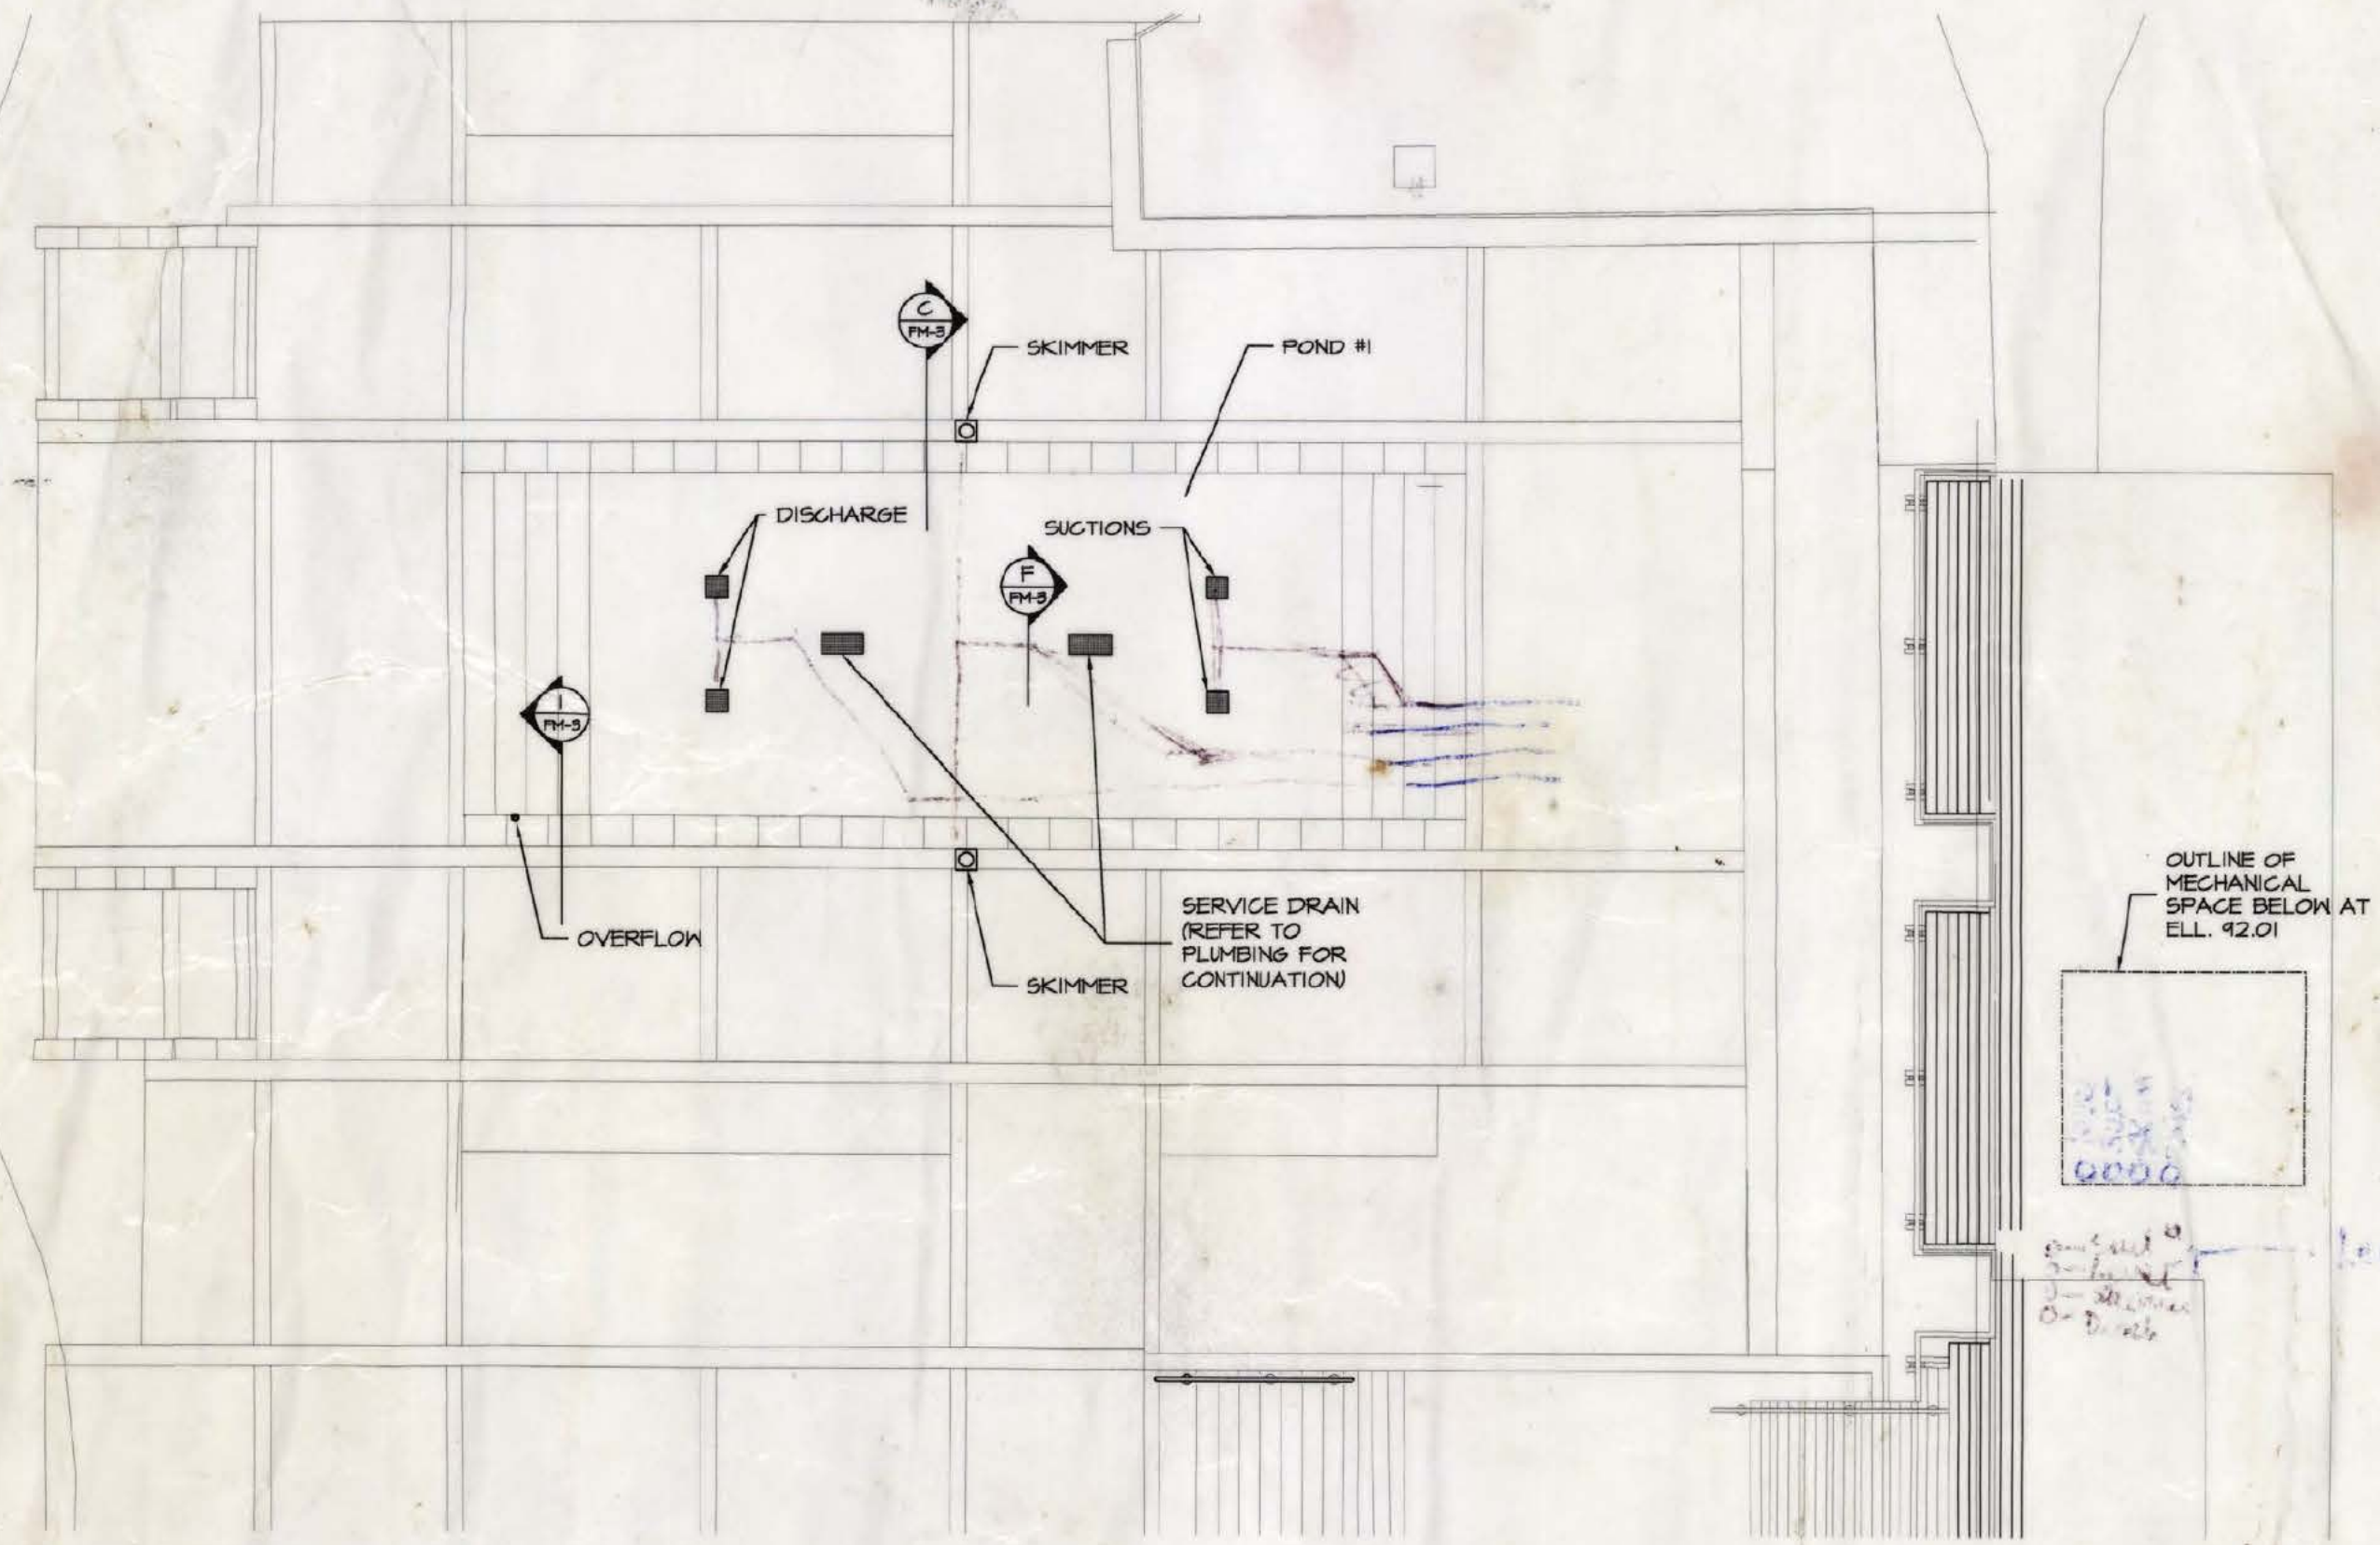 C
FM-3
SKIMMER
POND #1
DISCHARGE
SUCTIONS
F
FM-3
1
FM-3
OVERFLOW
SERVICE DRAIN
(REFER TO
PLUMBING FOR
CONTINUATION)
SKIMMER
OUTLINE OF
MECHANICAL
SPACE BELOW AT
ELL. 92.01